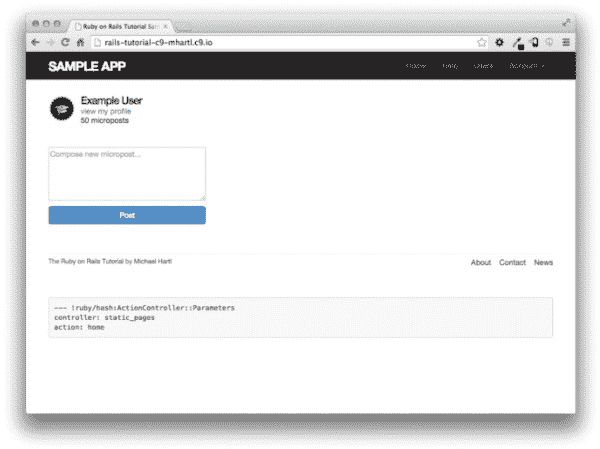 Ruby on Rails Tutorial Sam
rails-tutorial-c9-mhartl.c9.io
SAMPLE APP
Example User
view my profile
50 microposts
Compose new micropost...
Post
The Ruby on Rails Tutorial by Michael Hartl
About Contact News
--- !ruby/hash:ActionController::Parameters
controller: static_pages
action: home